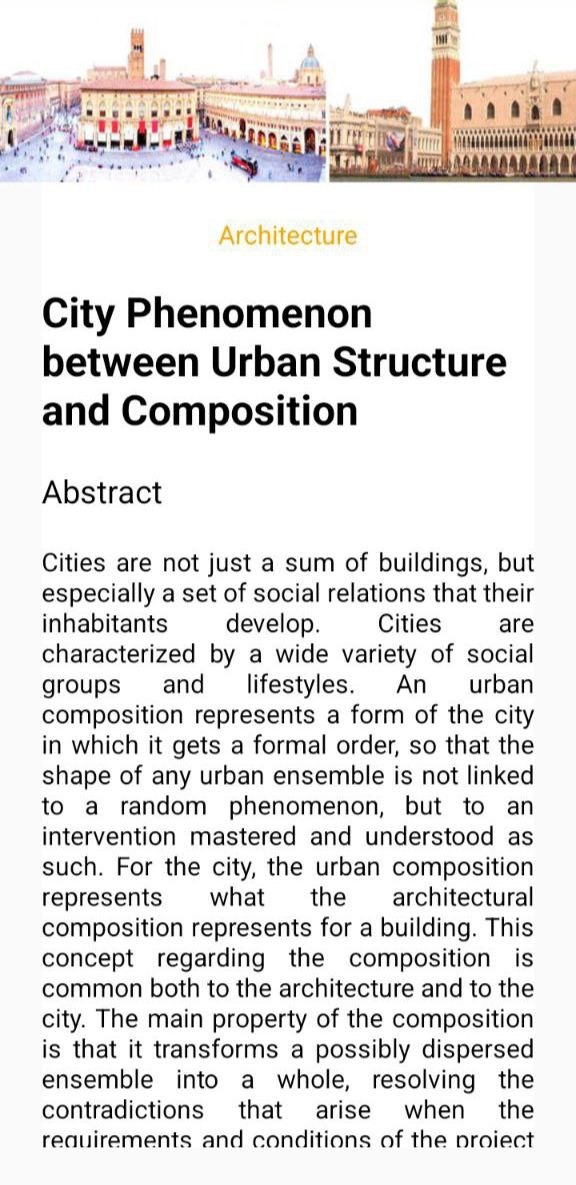 Architecture
City Phenomenon
between Urban Structure
and Composition
Abstract
Cities are not just a sum of buildings, but
especially a set of social relations that their
inhabitants develop. Cities are
characterized by a wide variety of social
groups and lifestyles. An urban
composition represents a form of the city
in which it gets a formal order, so that the
shape of any urban ensemble is not linked
to a random phenomenon, but to an
intervention mastered and understood as
such. For the city, the urban composition
represents what the architectural
composition represents for a building. This
concept regarding the composition is
common both to the architecture and to the
city. The main property of the composition
is that it transforms a possibly dispersed
ensemble into a whole, resolving the
contradictions that arise when the
requirements and conditions of the project